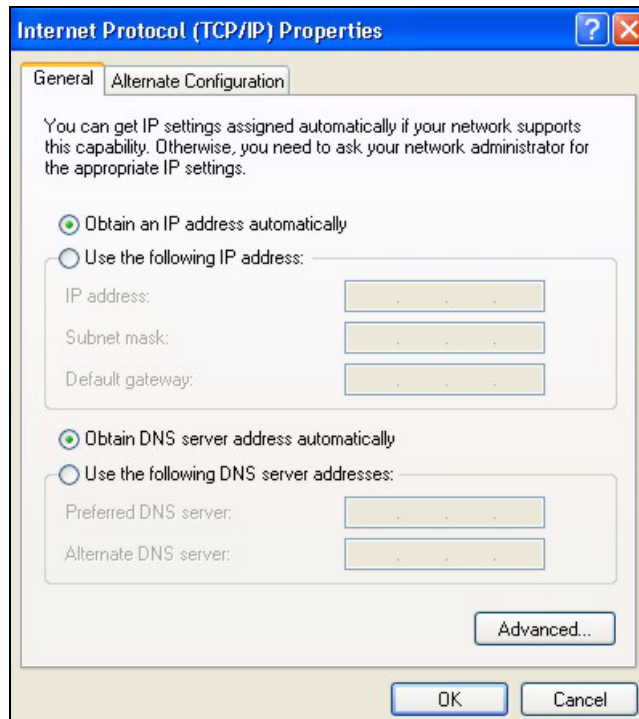 Internet Protocol (TCP/IP) Properties
General
Alternate Configuration
You can get IP settings assigned automatically if your network supports
this capability. Otherwise, you need to ask your network administrator for
the appropriate IP settings.
Obtain an IP address automatically
Use the following IP address:
IP address:
Subnet mask:
Default gateway:
Obtain DNS server address automatically
Use the following DNS server addresses:
Preferred DNS server:
Alternate DNS server:
Advanced...
OK
Cancel